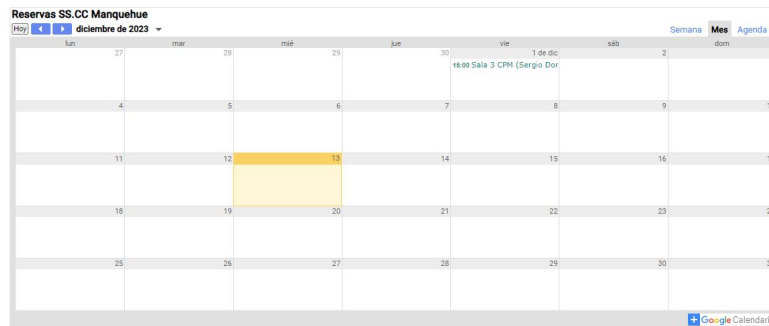 Reservas SS.CC Manquehue
Hoy diciembre de 2023 Semana Mes Agenda
lun mar mié jue vie sáb dom
27 28 29 30 1 de dic 2
15:00 Sala 3 CPM (Sergio Dor
4 5 6 7 8 9
11 12 13 14 15 16
18 19 20 21 22 23
25 26 27 28 29 30
Google Calendari